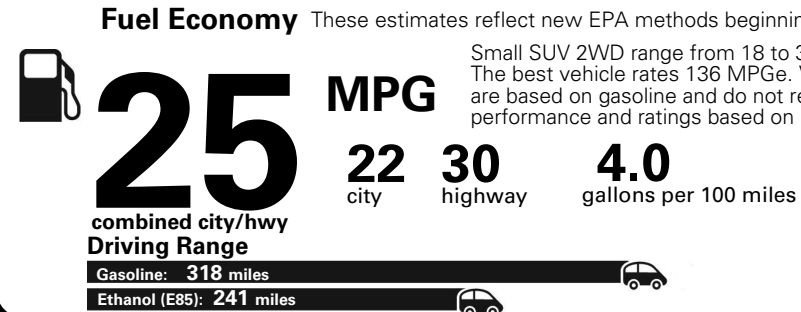 Fuel Economy These estimates reflect new EPA methods
Small SUV 2WD range from 18 to
The best vehicle rates 136 MPGe.
are based on gasoline and do not
performance and ratings based on
25 MPG
combined city/hwy
22 city
30 highway
4.0 gallons per 100 miles
Driving Range
Gasoline: 318 miles
Ethanol (E85): 241 miles